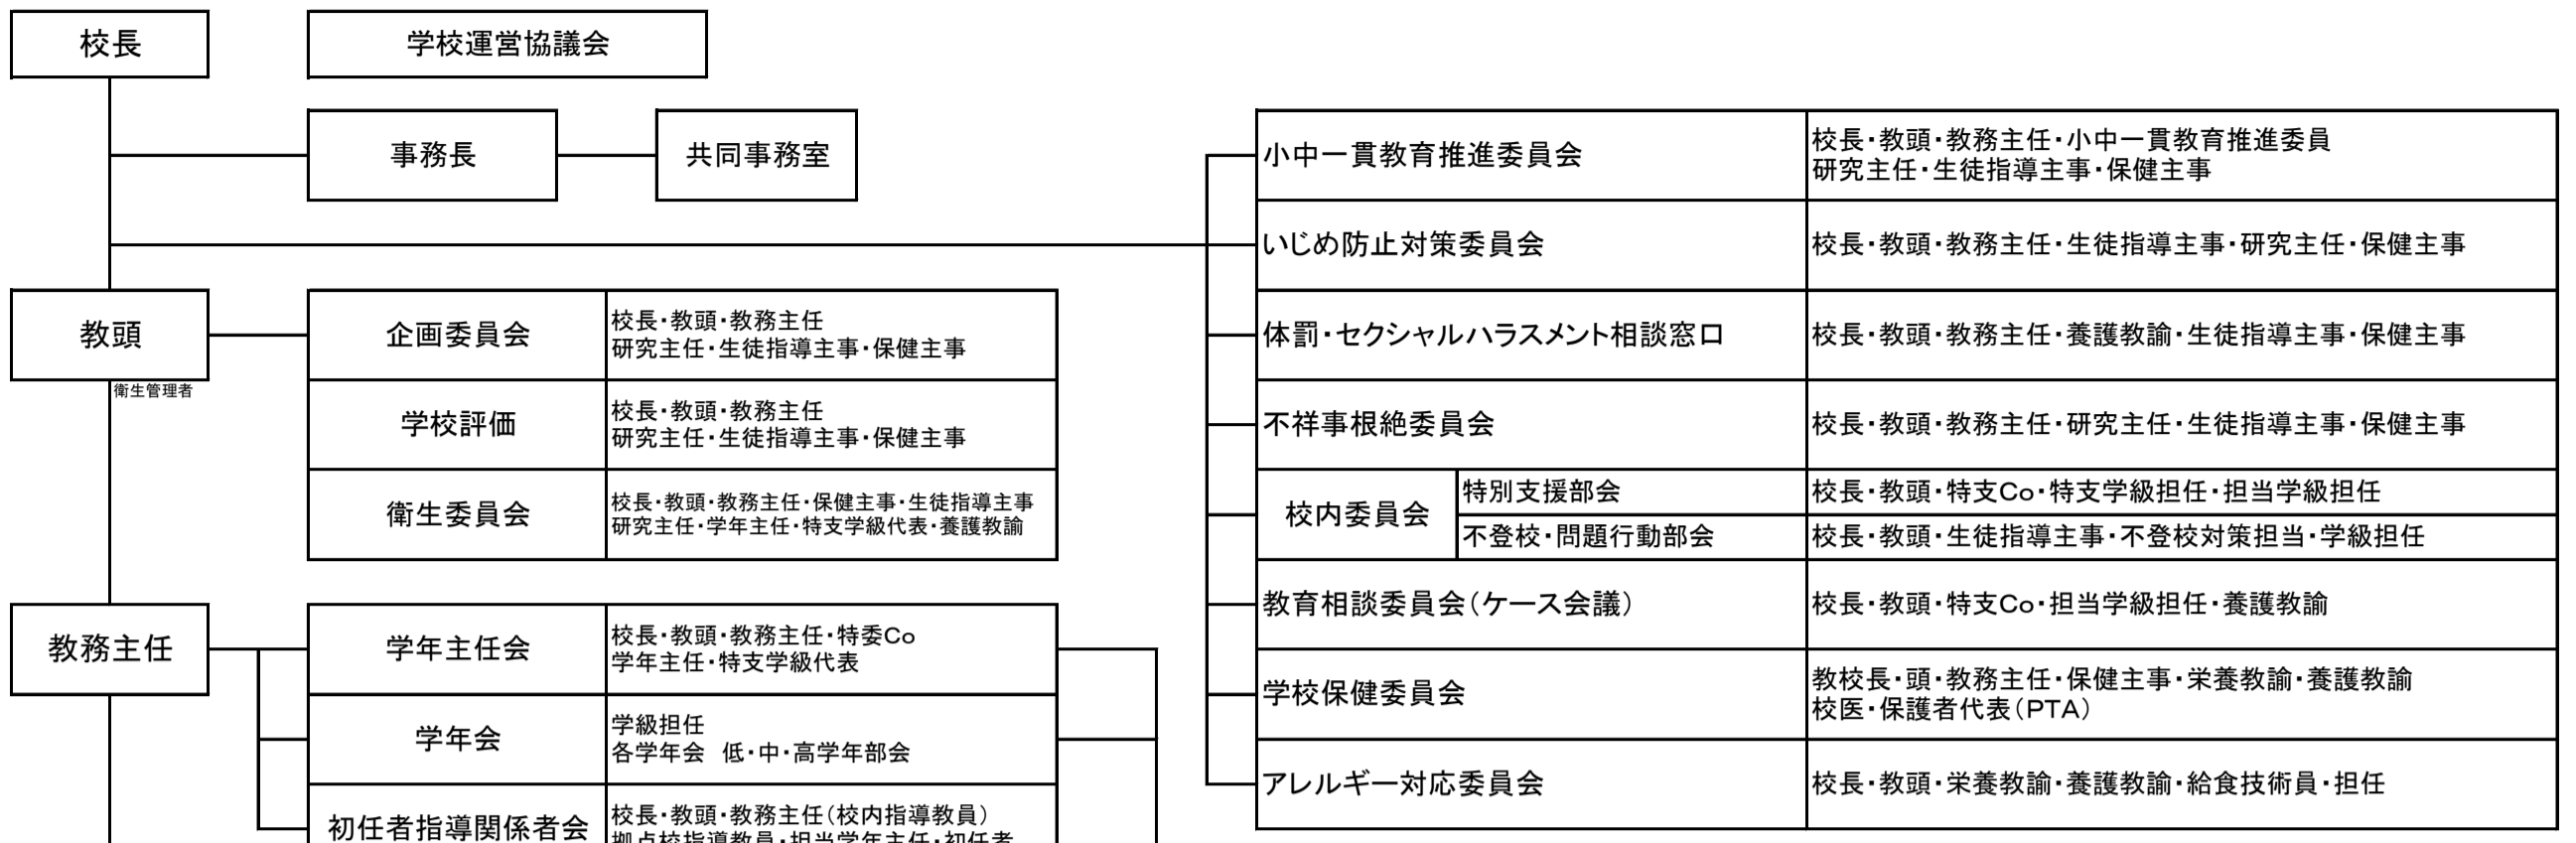 校長
学校運営協議会
事務長
共同事務室
小中一貫教育推進委員会
校長・教頭・教務主任・小中一貫教育推進委員
研究主任・生徒指導主事・保健主事
いじめ防止対策委員会
校長・教頭・教務主任・生徒指導主事・研究主任・保健主事
教頭
衛生管理者
企画委員会
校長・教頭・教務主任
研究主任・生徒指導主事・保健主事
体罰・セクシャルハラスメント相談窓口
校長・教頭・教務主任・養護教諭・生徒指導主事・保健主事
学校評価
校長・教頭・教務主任
研究主任・生徒指導主事・保健主事
不祥事根絶委員会
校長・教頭・教務主任・研究主任・生徒指導主事・保健主事
衛生委員会
校長・教頭・教務主任・保健主事・生徒指導主事
研究主任・学年主任・特支学級代表・養護教諭
校内委員会
特別支援部会
校長・教頭・特支Co・特支学級担任・担当学級担任
不登校・問題行動部会
校長・教頭・生徒指導主事・不登校対策担当・学級担任
教育相談委員会(ケース会議)
校長・教頭・特支Co・担当学級担任・養護教諭
教務主任
学年主任会
校長・教頭・教務主任・特委Co
学年主任・特支学級代表
学校保健委員会
教校長・頭・教務主任・保健主事・栄養教諭・養護教諭
校医・保護者代表(PTA)
学年会
学級担任
各学年会 低・中・高学年部会
アレルギー対応委員会
校長・教頭・栄養教諭・養護教諭・給食技術員・担任
初任者指導関係者会
校長・教頭・教務主任(校内指導教員)
拠点校指導教員・担当学年主任・初任者